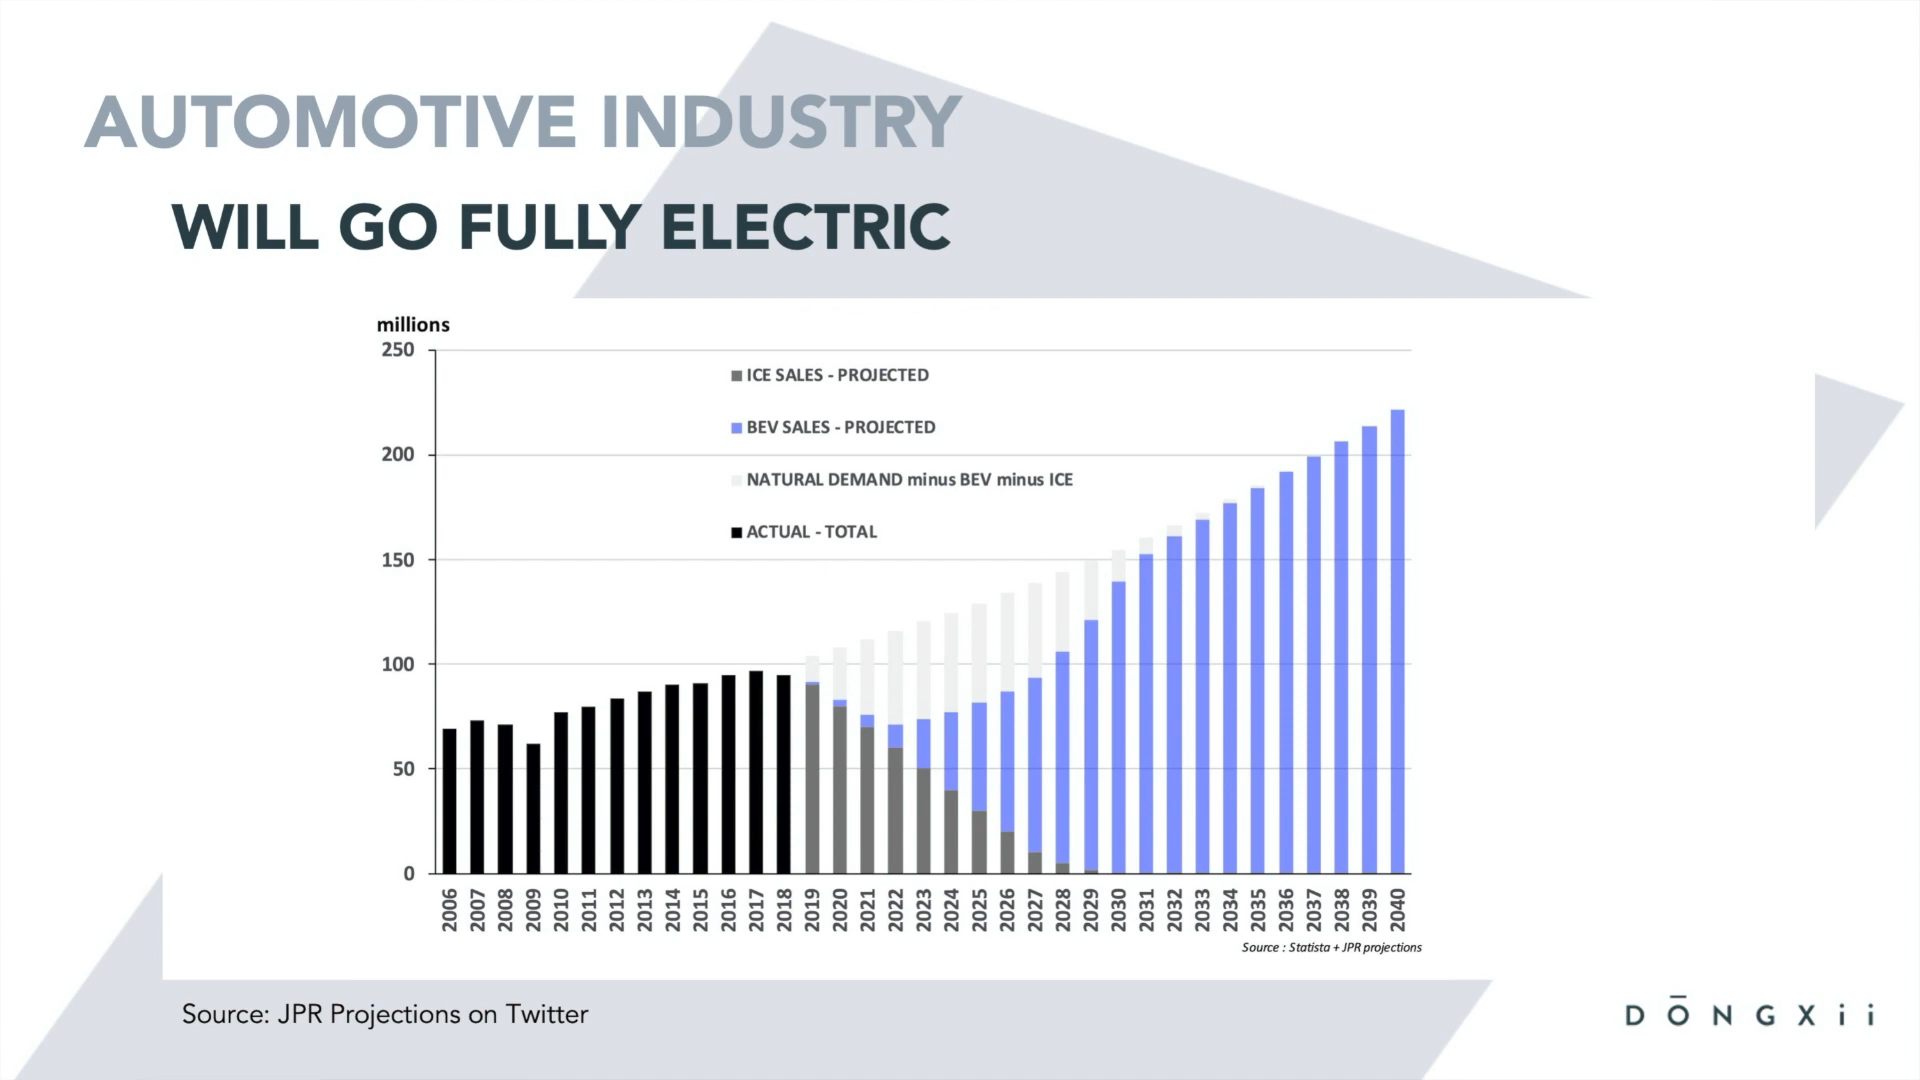 AUTOMOTIVE INDUSTRY
WILL GO FULLY ELECTRIC
millions
250
200
150
100
50
0
ICE SALES - PROJECTED
BEV SALES - PROJECTED
NATURAL DEMAND minus BEV minus ICE
ACTUAL - TOTAL
2006 2007 2008 2009 2010 2011 2012 2013 2014 2015 2016 2017 2018 2019 2020 2021 2022 2023 2024 2025 2026 2027 2028 2029 2030 2031 2032 2033 2034 2035 2036 2037 2038 2039 2040
Source : Statista + JPR projections
Source: JPR Projections on Twitter
DŌNGXii